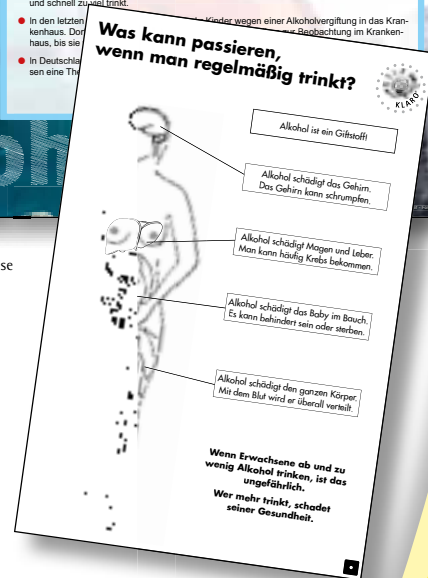 und schnell zu viel trinkt.
● In den letzten Kinder wegen einer Alkoholvergiftung in das Kran-
kenhaus. zur Beobachtung im Kranken-
haus, bis sie
● In
sen eine
Was kann passieren,
wenn man regelmäßig trinkt?
KLARO
Alkohol ist ein Giftstoff!
Alkohol schädigt das Gehirn.
Das Gehirn kann schrumpfen.
Alkohol schädigt Magen und Leber.
Man kann häufig Krebs bekommen.
Alkohol schädigt das Baby im Bauch.
Es kann behindert sein oder sterben.
Alkohol schädigt den ganzen Körper.
Mit dem Blut wird er überall verteilt.
Wenn Erwachsene ab und zu
wenig Alkohol trinken, ist das
ungefährlich.
Wer mehr trinkt, schadet
seiner Gesundheit.